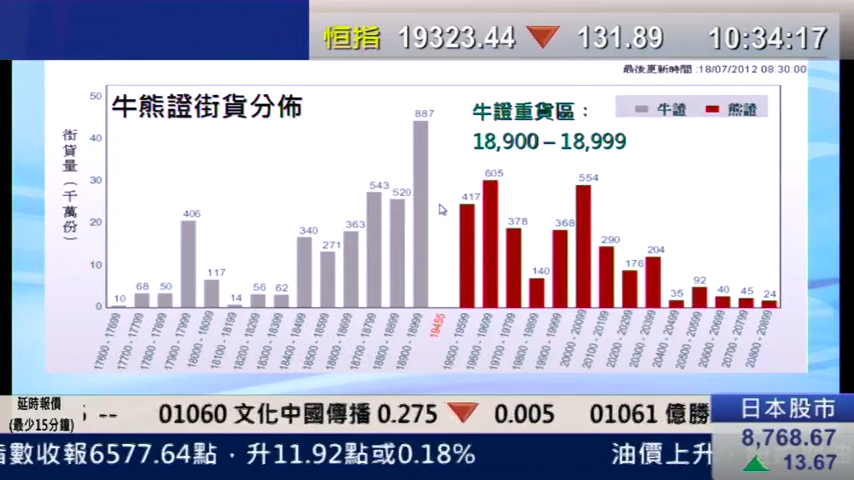 恒指 19323.44 131.89 10:34:17
最後更新時間 :18/07/2012 08:30:00
牛熊證街貨分佈
牛證重貨區：
18,900 – 18,999
牛證 熊證
街貨量（千萬份）
50
40
30
20
10
0
10 68 50 406 117 14 56 62 340 271 363 543 520 887 417 605 378 140 368 554 290 176 204 35 92 40 45 24
17600 - 17699
17700 - 17799
17800 - 17899
17900 - 17999
18000 - 18099
18100 - 18199
18200 - 18299
18300 - 18399
18400 - 18499
18500 - 18599
18600 - 18699
18700 - 18799
18800 - 18899
18900 - 18999
19455
19500 - 19599
19600 - 19699
19700 - 19799
19800 - 19899
19900 - 19999
20000 - 20099
20100 - 20199
20200 - 20299
20300 - 20399
20400 - 20499
20500 - 20599
20600 - 20699
20700 - 20799
20800 - 20899
延時報價
(最少15分鐘)
-- 01060 文化中國傳播 0.275 0.005 01061 億勝
日本股市
8,768.67
13.67
指數收報6577.64點，升11.92點或0.18% 油價上升